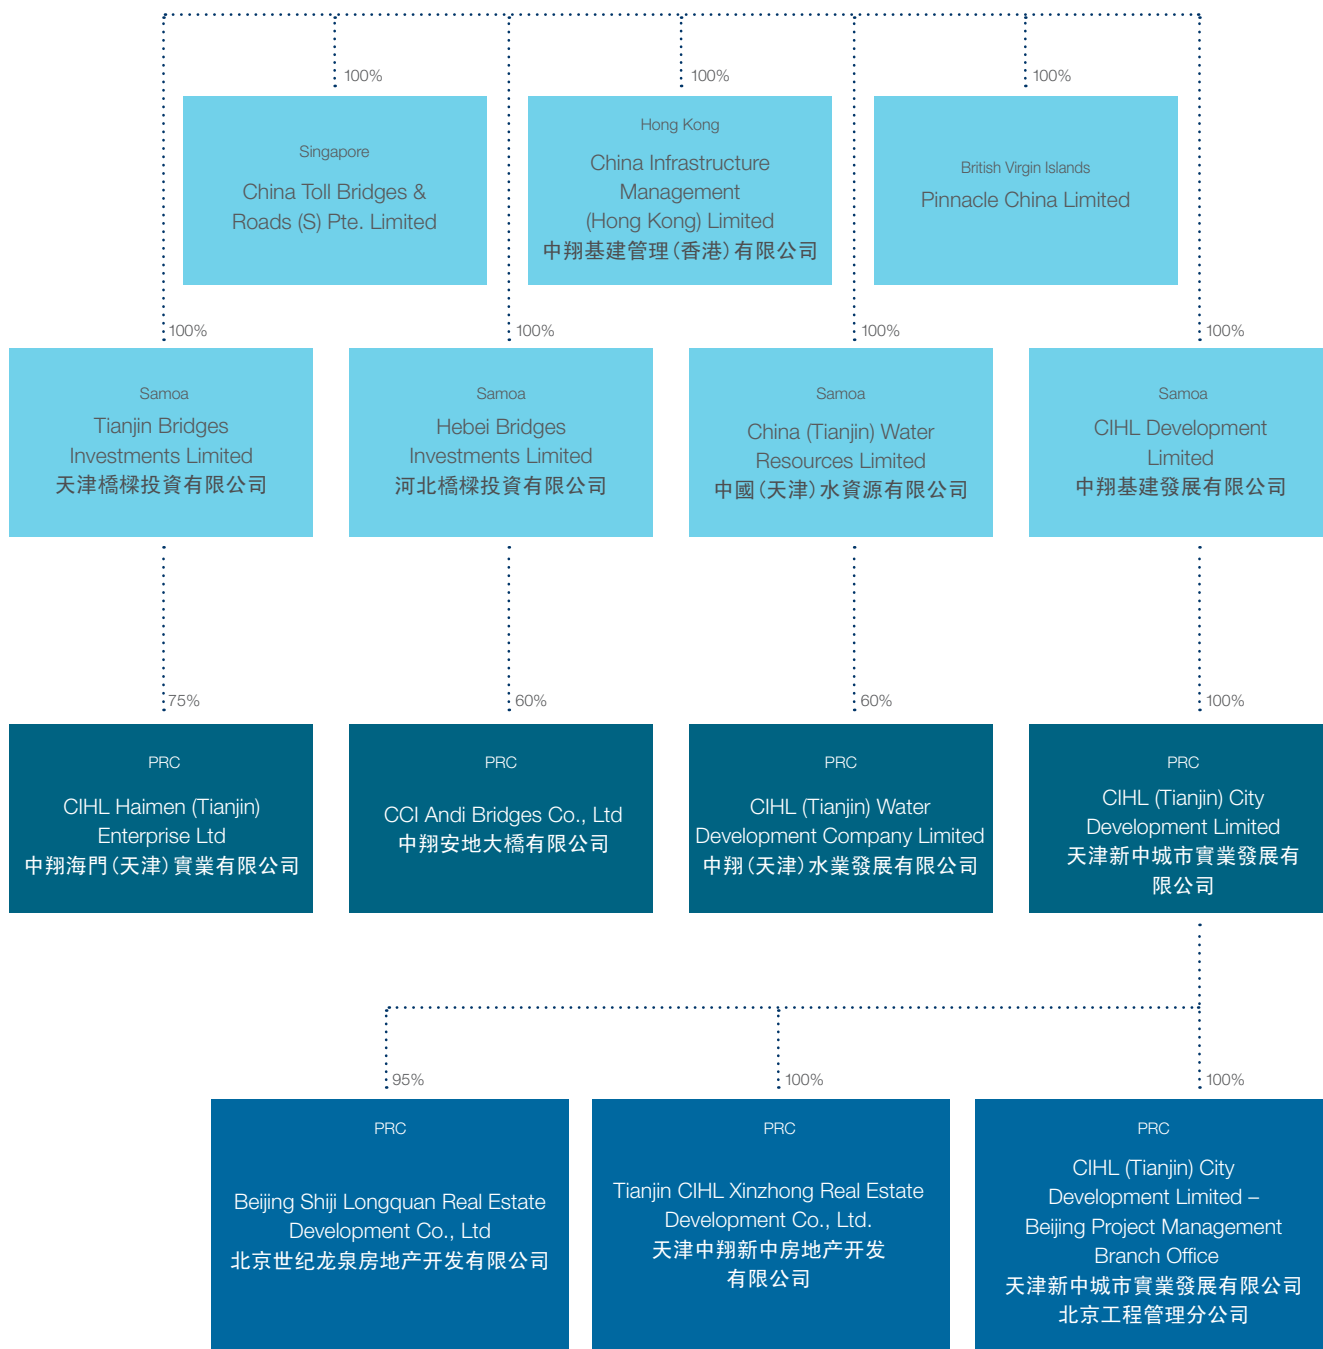 100%
100%
100%
Singapore
China Toll Bridges &
Roads (S) Pte. Limited
Hong Kong
China Infrastructure
Management
(Hong Kong) Limited
中翔基建管理(香港)有限公司
British Virgin Islands
Pinnacle China Limited
100%
100%
100%
100%
Samoa
Tianjin Bridges
Investments Limited
天津橋樑投資有限公司
Samoa
Hebei Bridges
Investments Limited
河北橋樑投資有限公司
Samoa
China (Tianjin) Water
Resources Limited
中國(天津)水資源有限公司
Samoa
CIHL Development
Limited
中翔基建發展有限公司
75%
60%
60%
100%
PRC
CIHL Haimen (Tianjin)
Enterprise Ltd
中翔海門(天津)實業有限公司
PRC
CCI Andi Bridges Co., Ltd
中翔安地大橋有限公司
PRC
CIHL (Tianjin) Water
Development Company Limited
中翔(天津)水業發展有限公司
PRC
CIHL (Tianjin) City
Development Limited
天津新中城市實業發展有
限公司
95%
100%
100%
PRC
Beijing Shiji Longquan Real Estate
Development Co., Ltd
北京世纪龙泉房地产开发有限公司
PRC
Tianjin CIHL Xinzhong Real Estate
Development Co., Ltd.
天津中翔新中房地产开发
有限公司
PRC
CIHL (Tianjin) City
Development Limited –
Beijing Project Management
Branch Office
天津新中城市實業發展有限公司
北京工程管理分公司